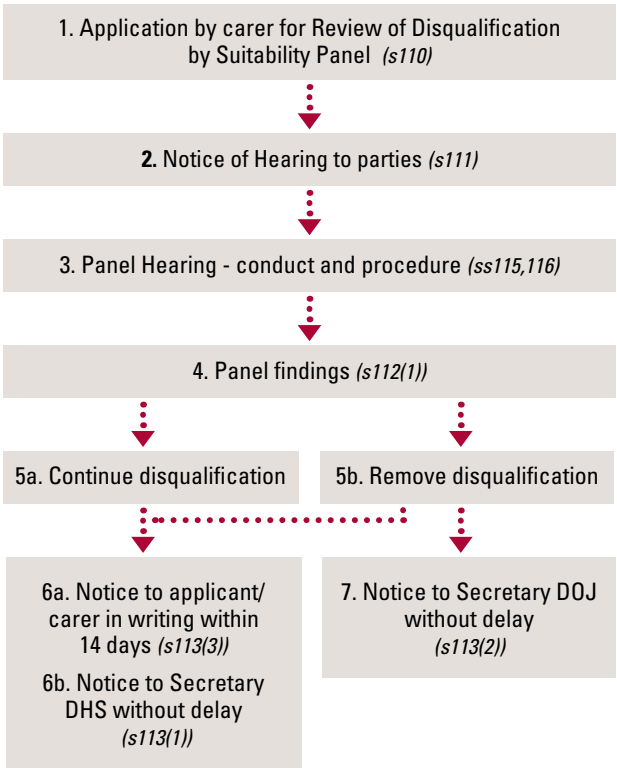 1. Application by carer for Review of Disqualification
by Suitability Panel (s110)
2. Notice of Hearing to parties (s111)
3. Panel Hearing - conduct and procedure (ss115,116)
4. Panel findings (s112(1))
5a. Continue disqualification
5b. Remove disqualification
6a. Notice to applicant/
carer in writing within
14 days (s113(3))
6b. Notice to Secretary
DHS without delay
(s113(1))
7. Notice to Secretary DOJ
without delay
(s113(2))